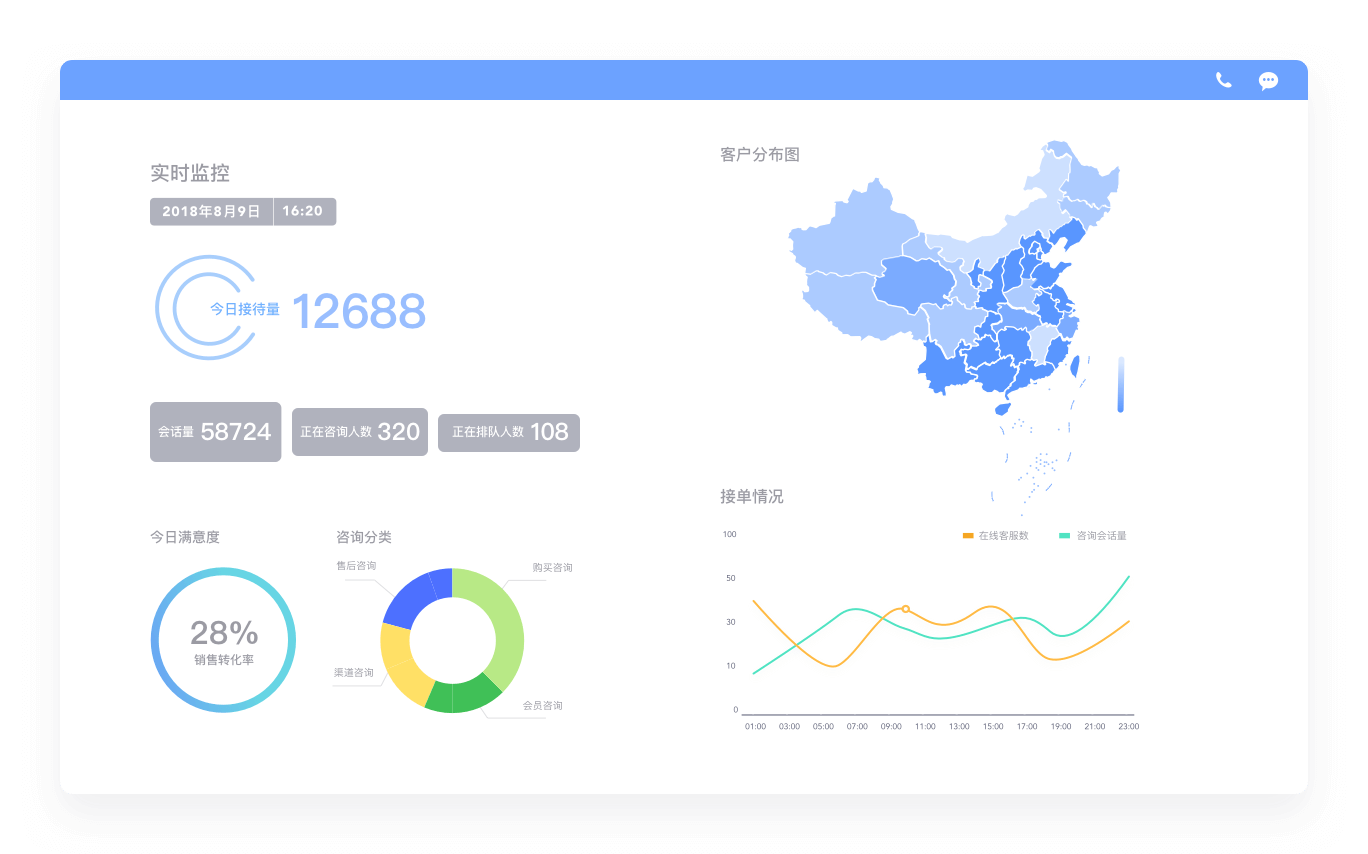 实时监控
2018年8月9日 16:20
今日接待量 12688
会话量 58724
正在咨询人数 320
正在排队人数 108
今日满意度
28%
销售转化率
咨询分类
售后咨询
购买咨询
渠道咨询
会员咨询
客户分布图
接单情况
在线客服数 咨询会话量
100
50
30
10
0
01:00 03:00 05:00 07:00 09:00 11:00 13:00 15:00 17:00 19:00 21:00 23:00